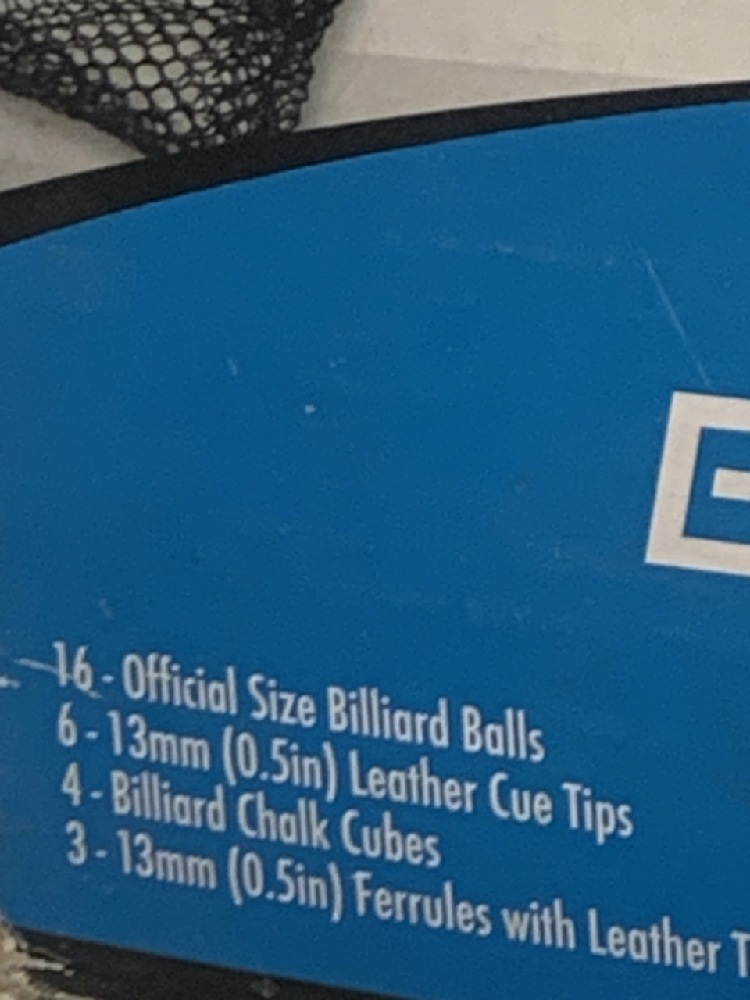 E
16 - Official Size Billiard Balls
6 - 13mm (0.5in) Leather Cue Tips
4 - Billiard Chalk Cubes
3 - 13mm (0.5in) Ferrules with Leather T